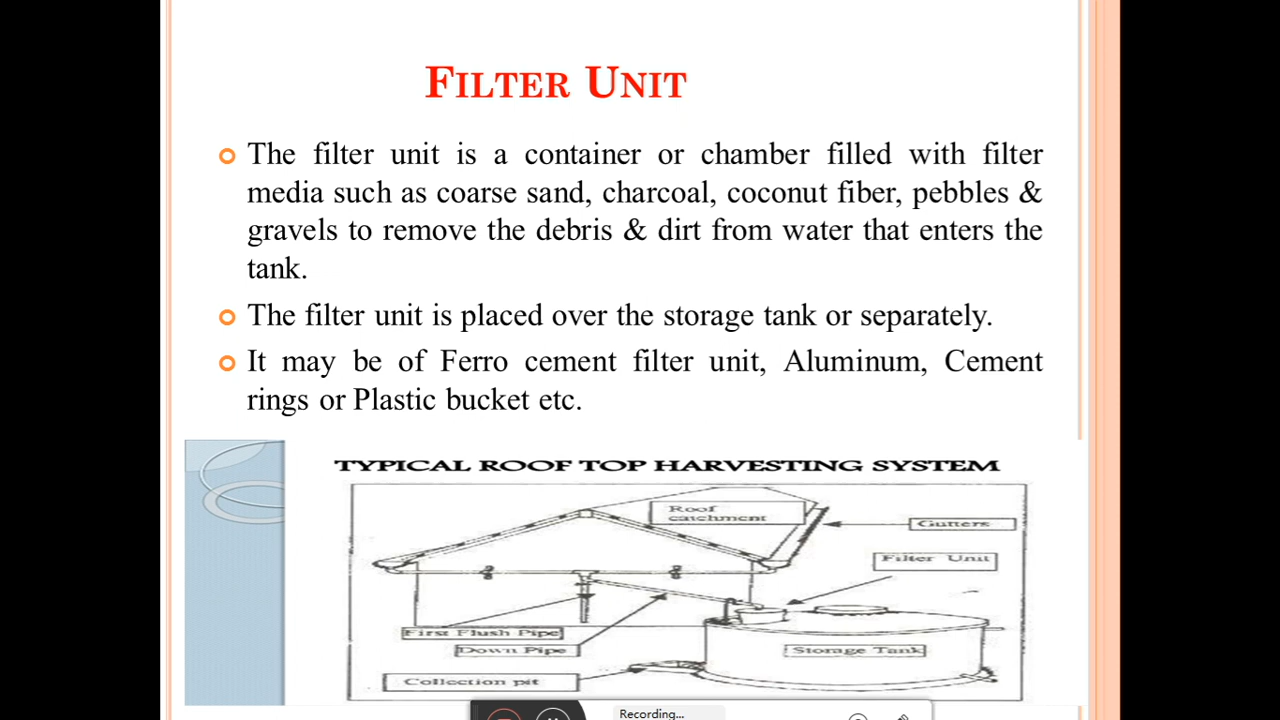 FILTER UNIT
The filter unit is a container or chamber filled with filter
media such as coarse sand, charcoal, coconut fiber, pebbles &
gravels to remove the debris & dirt from water that enters the
tank.
The filter unit is placed over the storage tank or separately.
It may be of Ferro cement filter unit, Aluminum, Cement
rings or Plastic bucket etc.
TYPICAL ROOF TOP HARVESTING SYSTEM
Roof
catchment
Gutters
Filter Unit
First Flush Pipe
Down Pipe
Storage Tank
Collection pit
Recording...